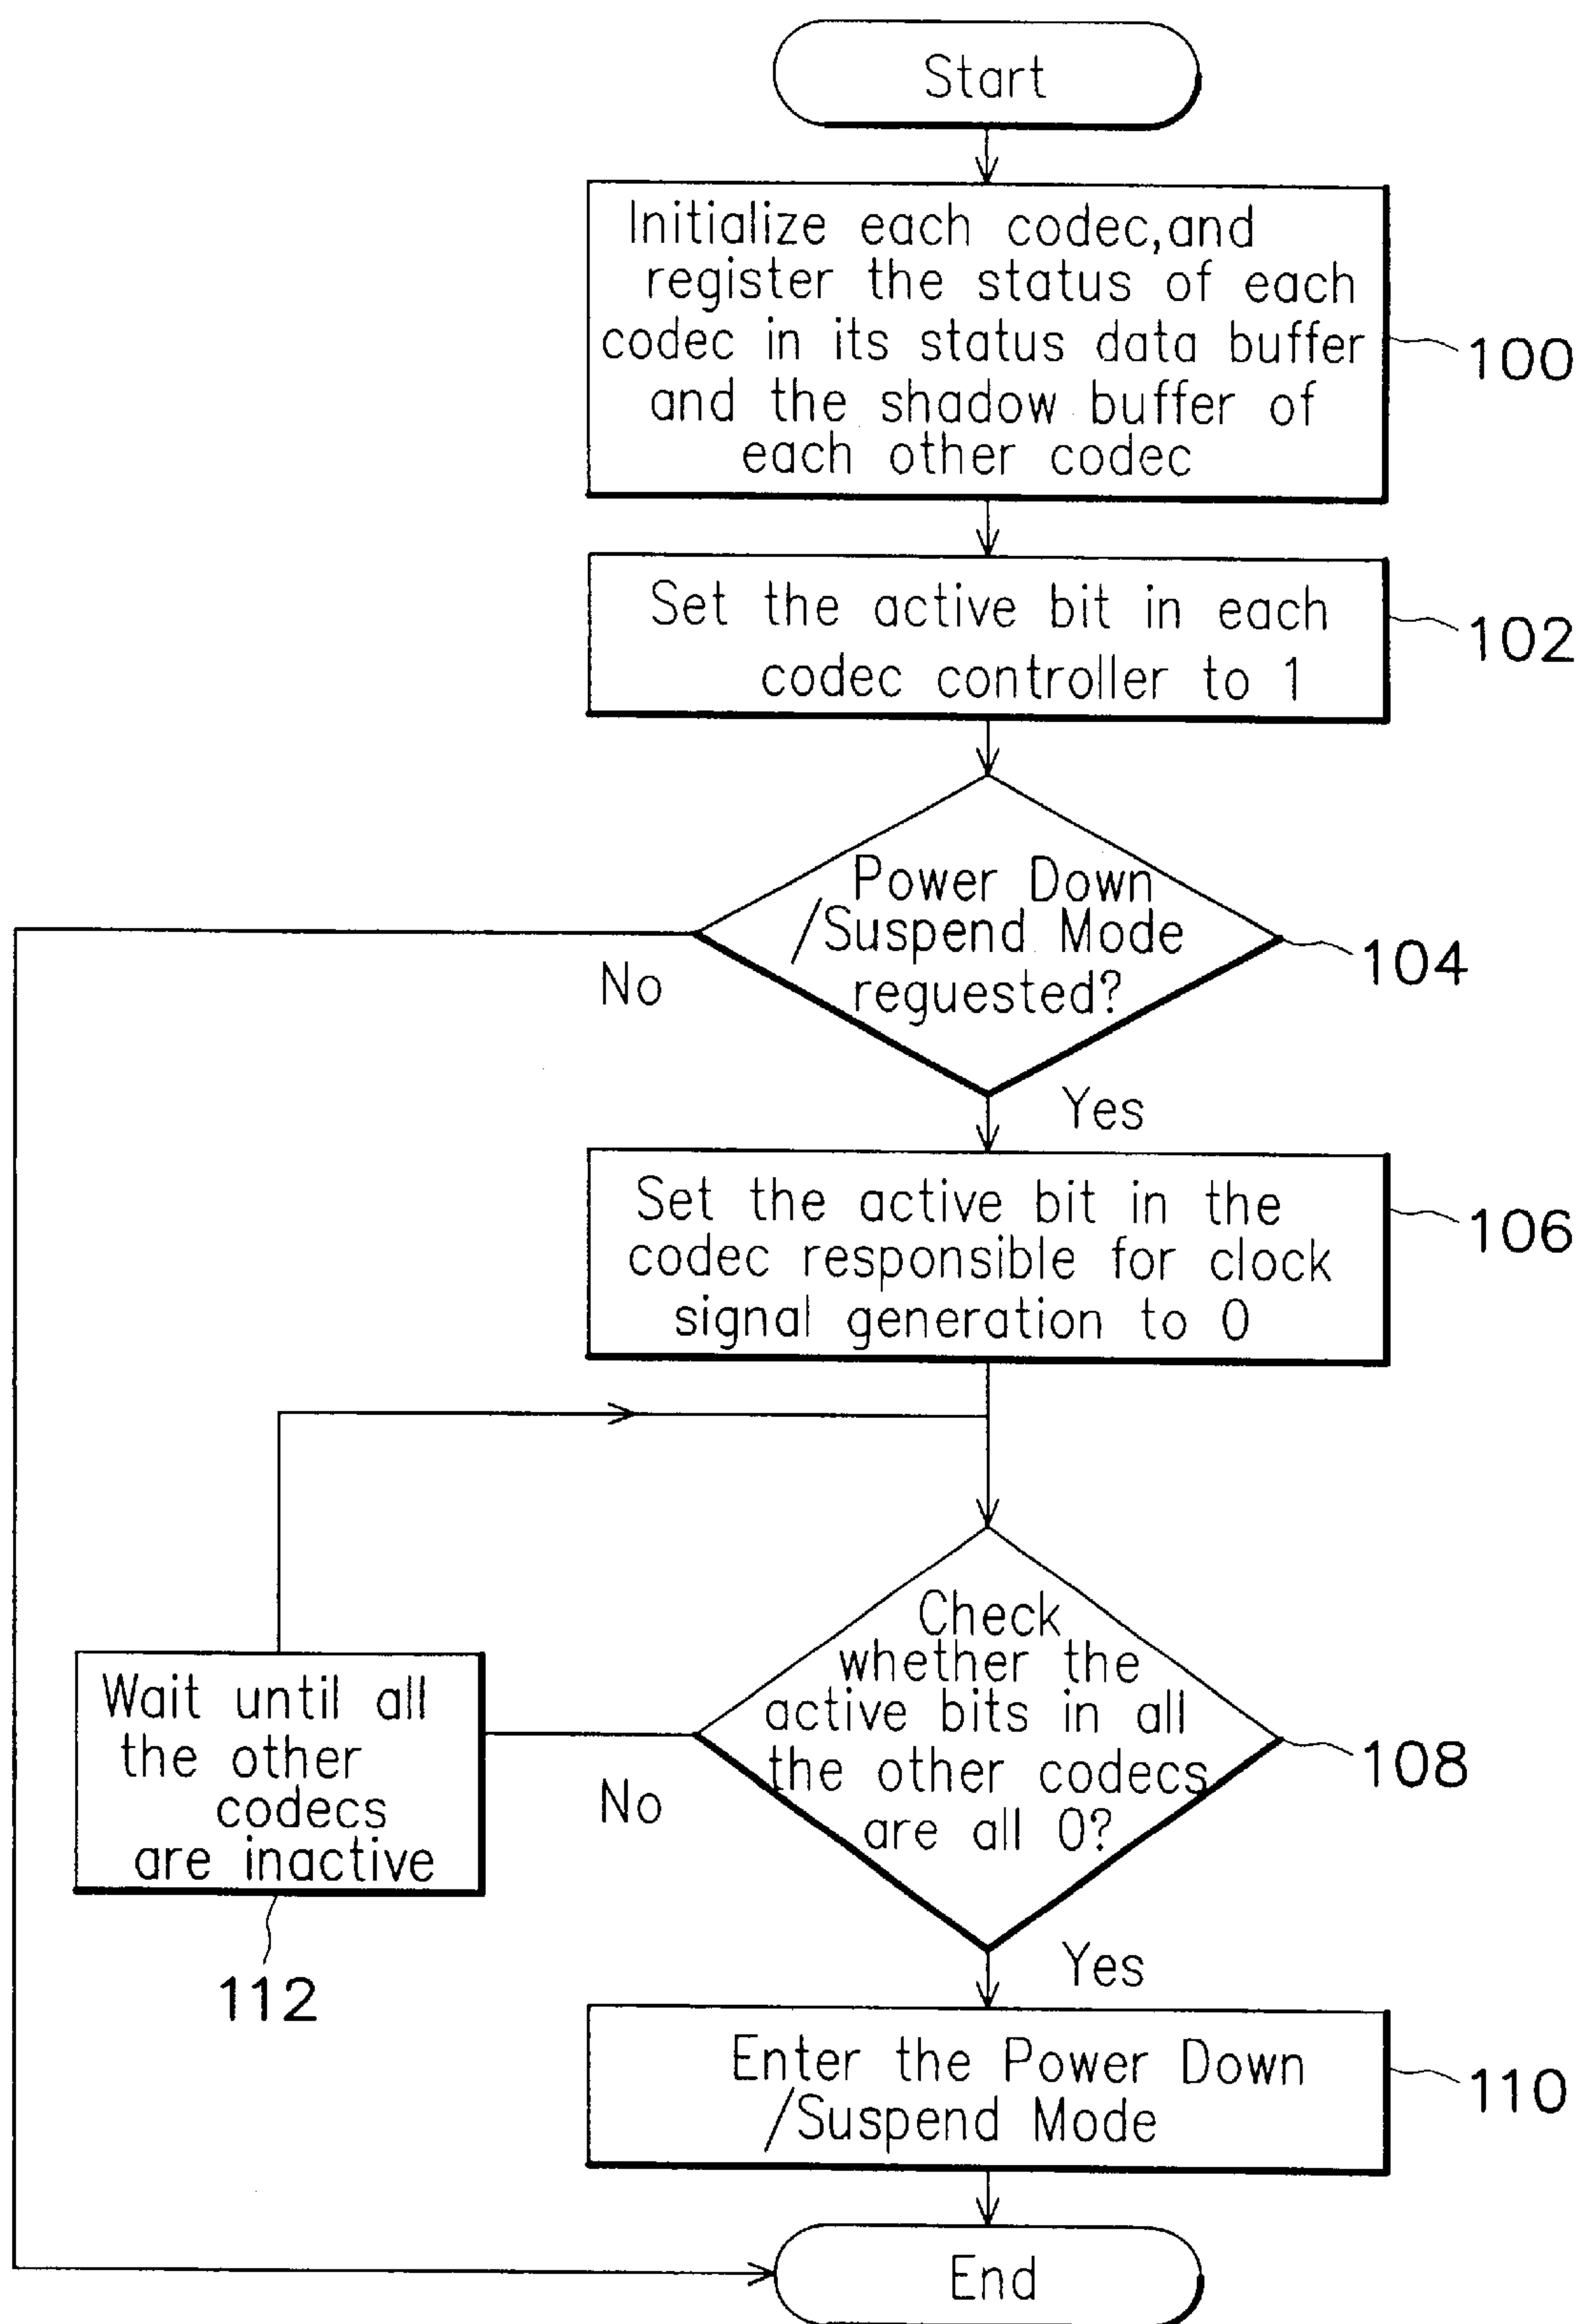 Start
Initialize each codec,and
register the status of each
codec in its status data buffer
and the shadow buffer of
each other codec
100
Set the active bit in each
codec controller to 1
102
Power Down
/Suspend Mode
reguested?
104
No
Yes
Set the active bit in the
codec responsible for clock
signal generation to 0
106
Check
whether the
active bits in all
the other codecs
are all 0?
108
No
Wait until all
the other
codecs
are inactive
112
Yes
Enter the Power Down
/Suspend Mode
110
End